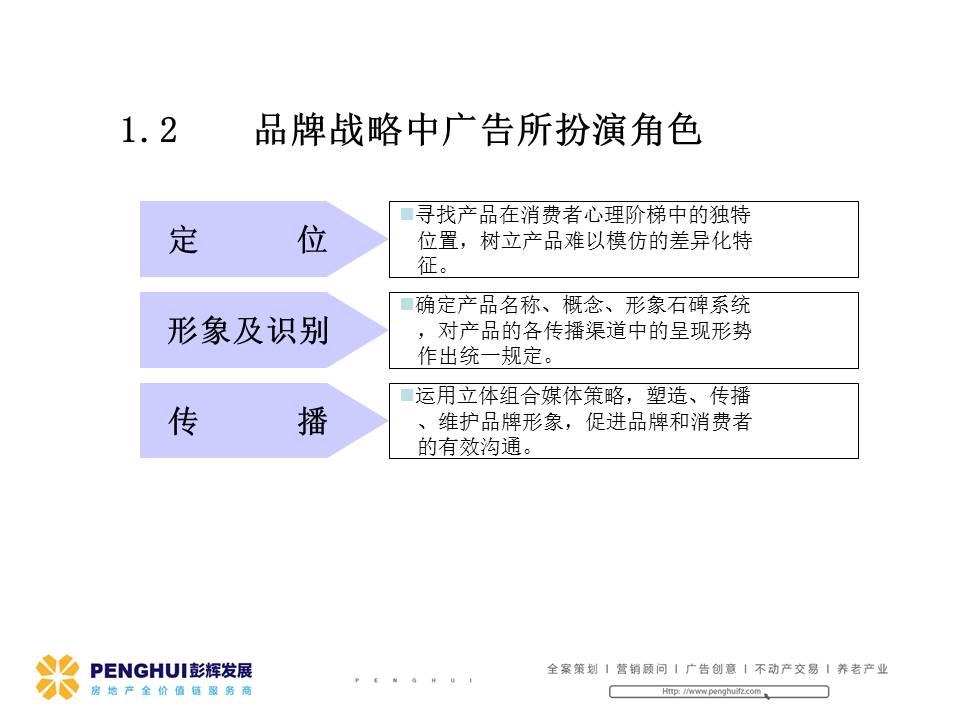 1.2 品牌战略中广告所扮演角色
定 位
■寻找产品在消费者心理阶梯中的独特
位置，树立产品难以模仿的差异化特
征。
形象及识别
■确定产品名称、概念、形象石碑系统
，对产品的各传播渠道中的呈现形势
作出统一规定。
传 播
■运用立体组合媒体策略，塑造、传播
、维护品牌形象，促进品牌和消费者
的有效沟通。
PENGHUI彭辉发展
房地产全价值链服务商
PENGHUI
全案策划 | 营销顾问 | 广告创意 | 不动产交易 | 养老产业
Http: //www.penghuifz.com